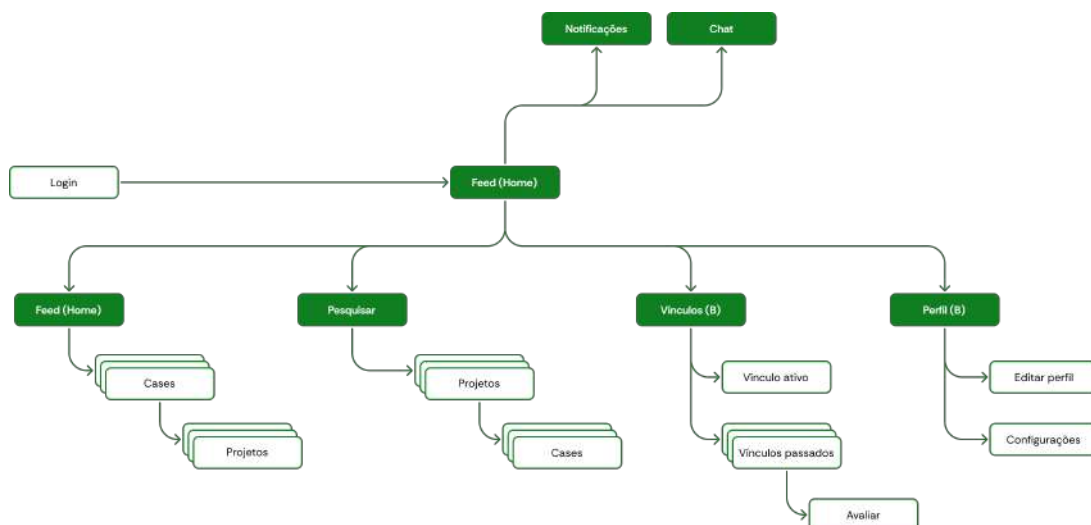 Notificações
Chat
Login
Feed (Home)
Feed (Home)
Pesquisar
Vínculos (B)
Perfil (B)
Cases
Projetos
Vínculo ativo
Editar perfil
Projetos
Cases
Vínculos passados
Configurações
Avaliar